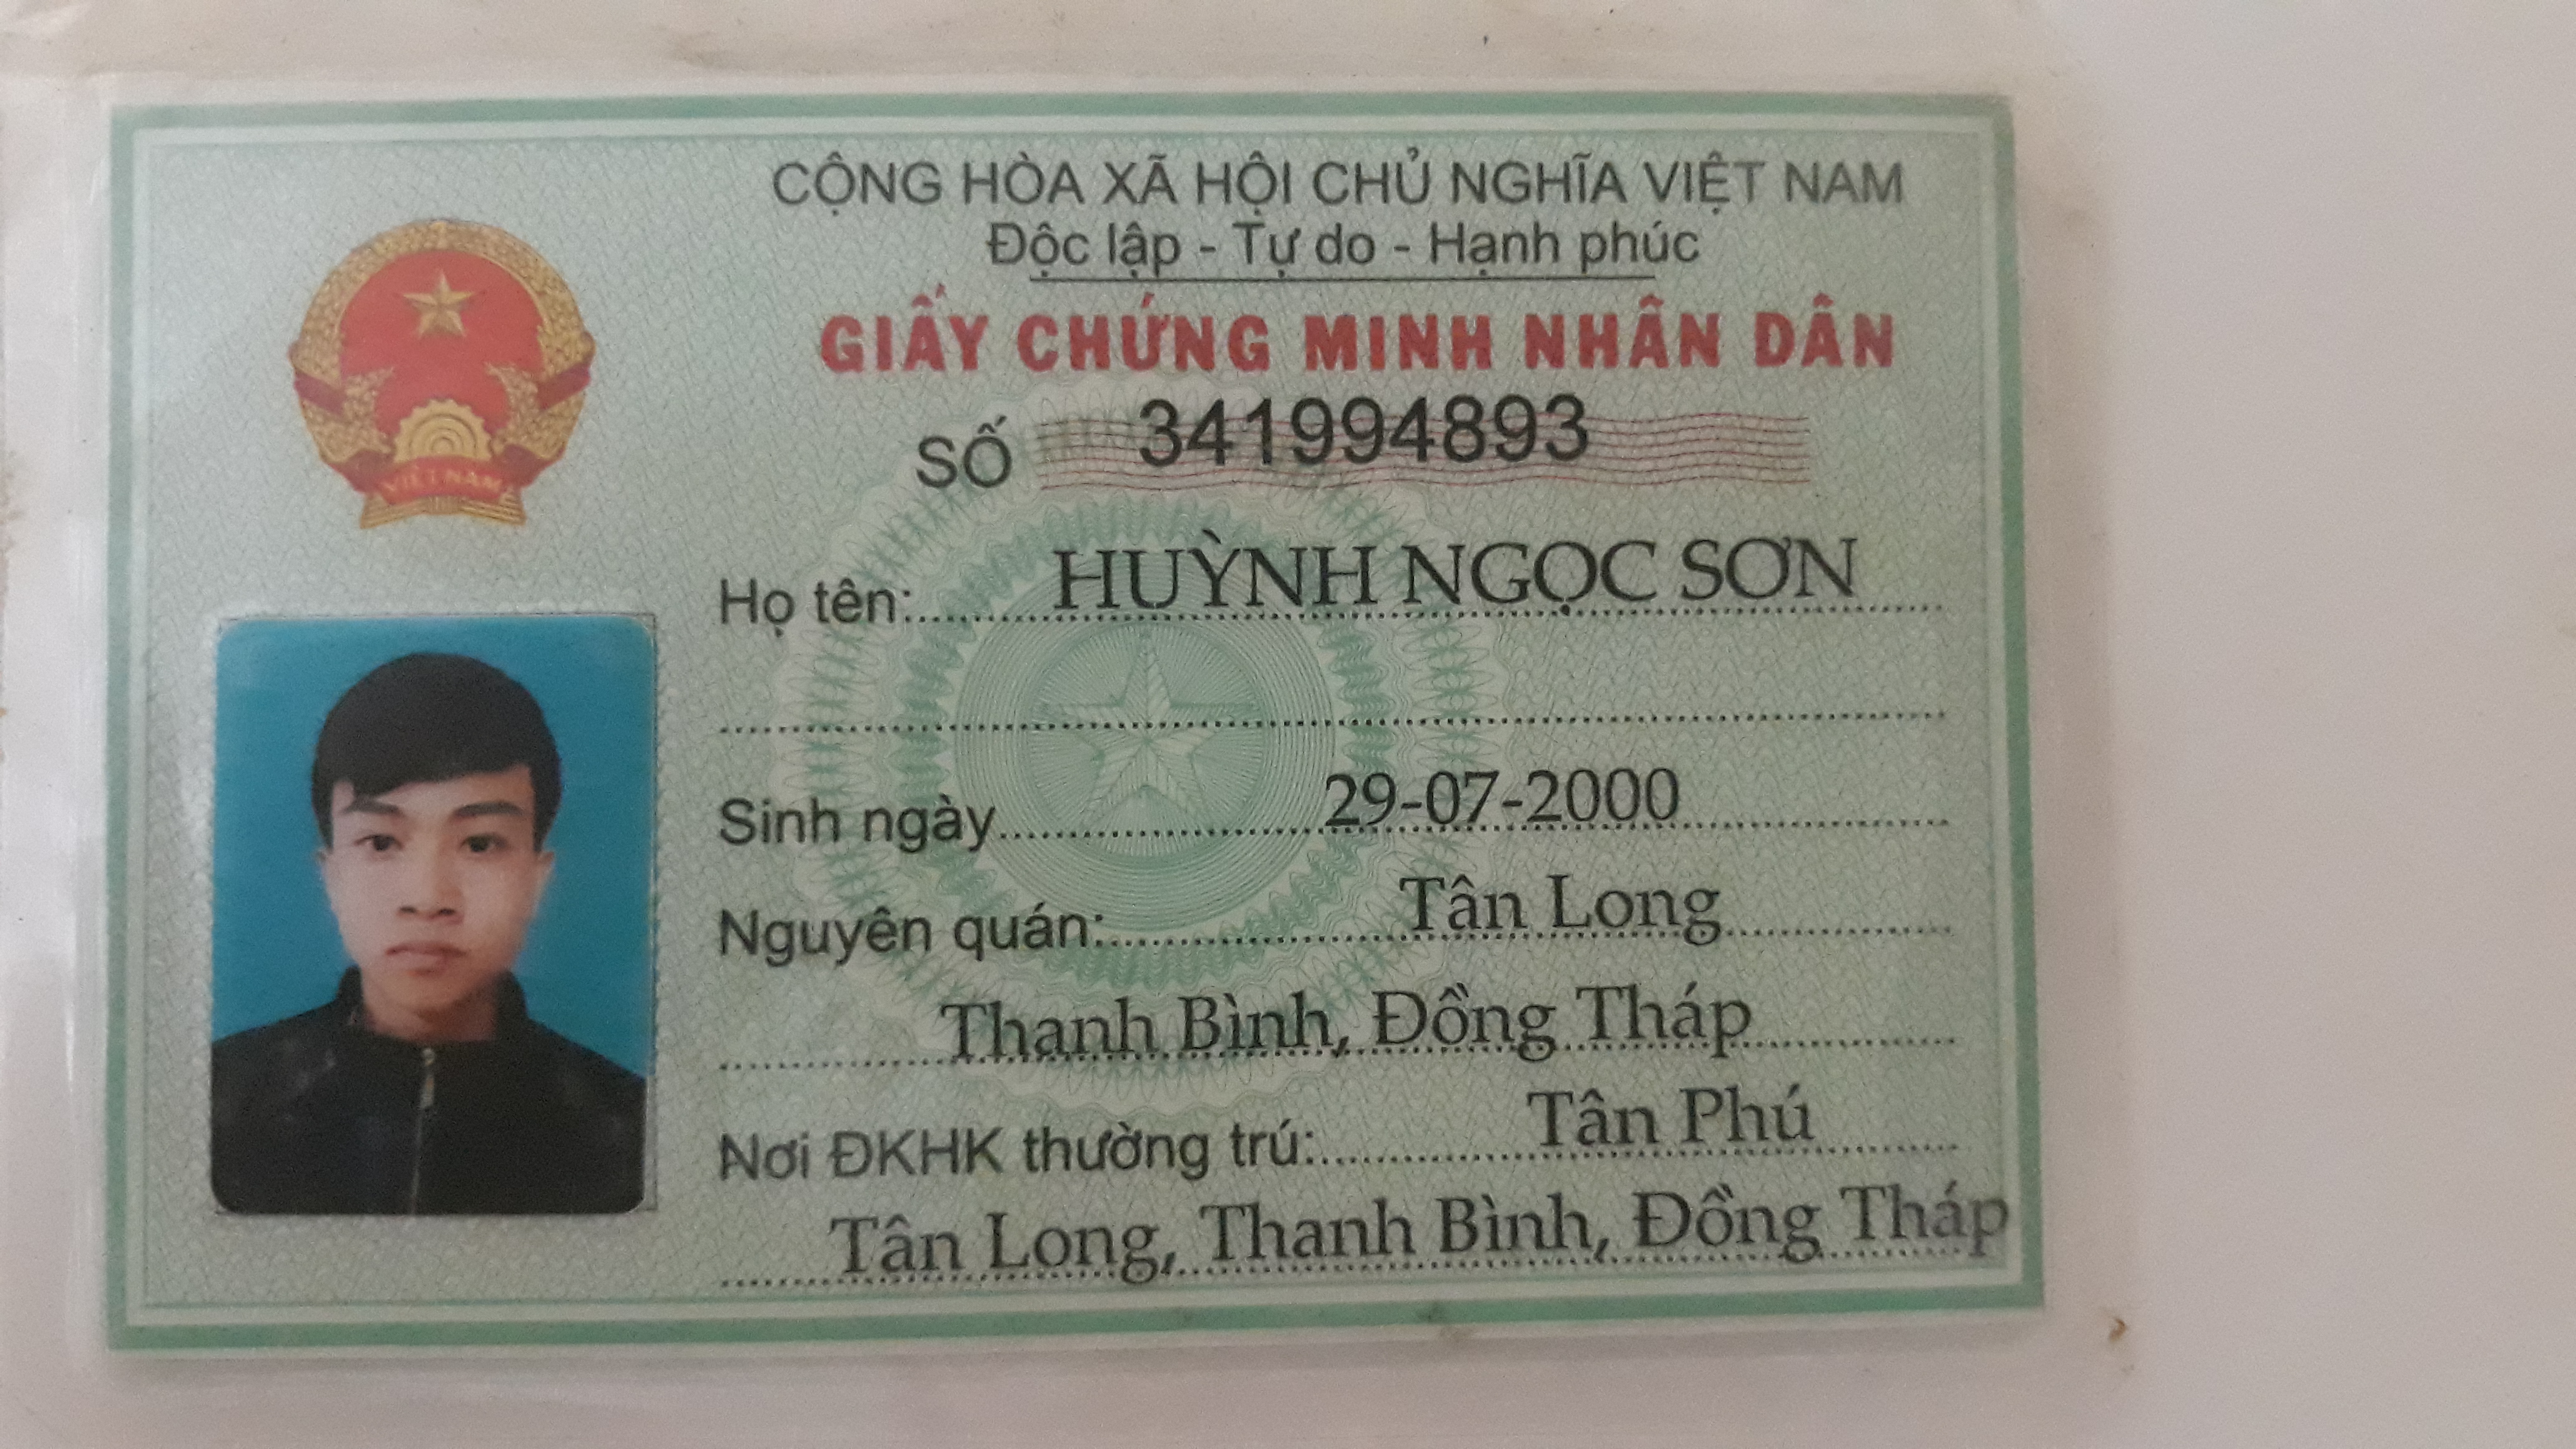 CỘNG HÒA XÃ HỘI CHỦ NGHĨA VIỆT NAM
Độc lập - Tự do - Hạnh phúc
GIẤY CHỨNG MINH NHÂN DÂN
SỐ 341994893
VIỆT NAM
Họ tên: HUỲNH NGỌC SƠN
Sinh ngày 29-07-2000
Nguyên quán: Tân Long
Thanh Bình, Đồng Tháp
Nơi ĐKHK thường trú: Tân Phú
Tân Long, Thanh Bình, Đồng Tháp